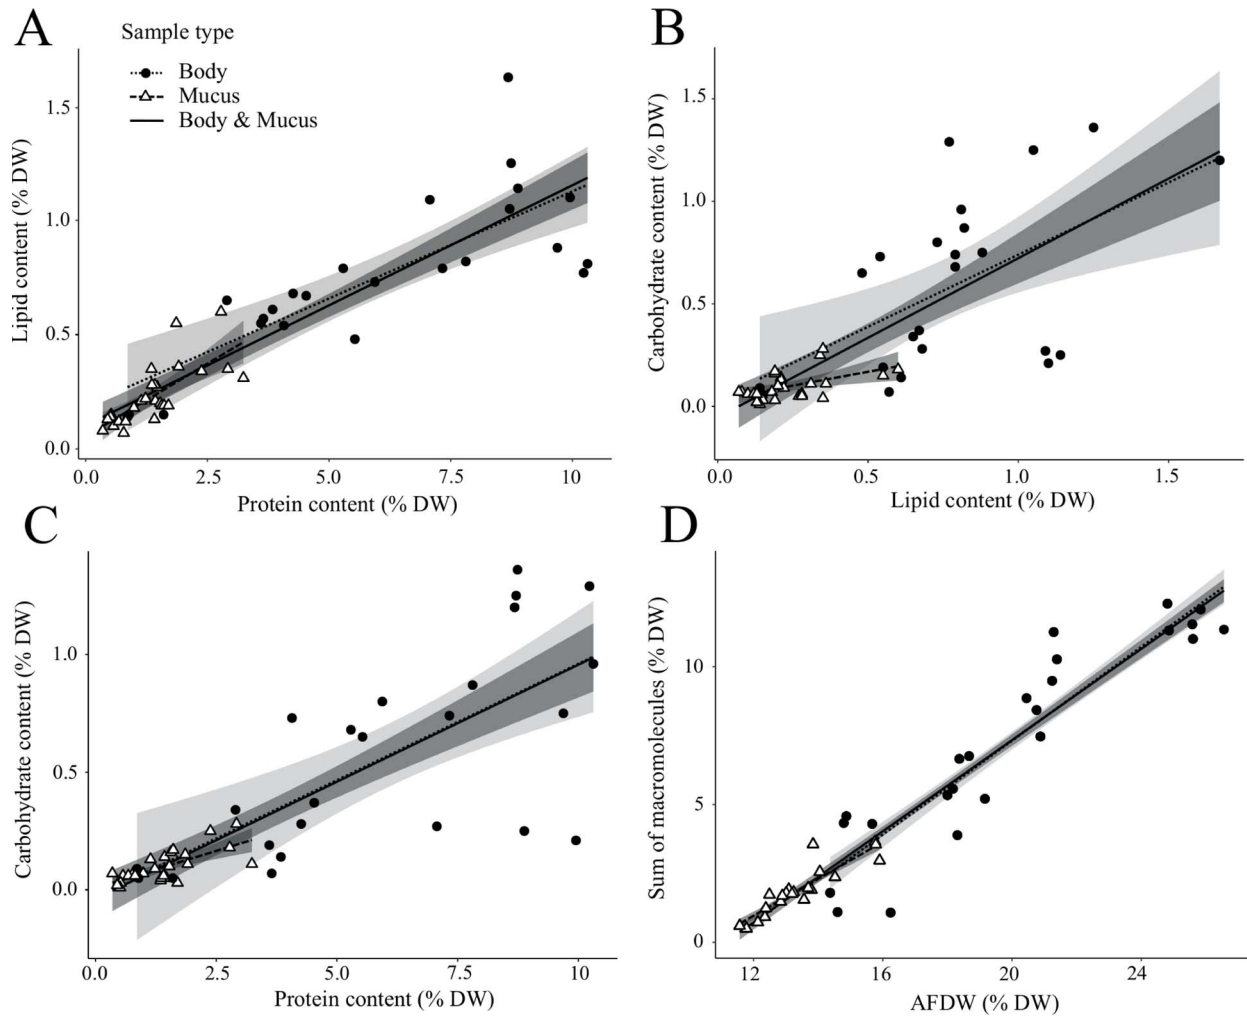 A
Sample type
Body
Mucus
Body & Mucus
Lipid content (% DW)
1.5
1.0
0.5
0.0
0.0 2.5 5.0 7.5 10
Protein content (% DW)
B
Carbohydrate content (% DW)
1.5
1.0
0.5
0.0
0.0 0.5 1.0 1.5
Lipid content (% DW)
C
Carbohydrate content (% DW)
1.0
0.5
0.0
0.0 2.5 5.0 7.5 10
Protein content (% DW)
D
Sum of macromolecules (% DW)
10
5
0
12 16 20 24
AFDW (% DW)